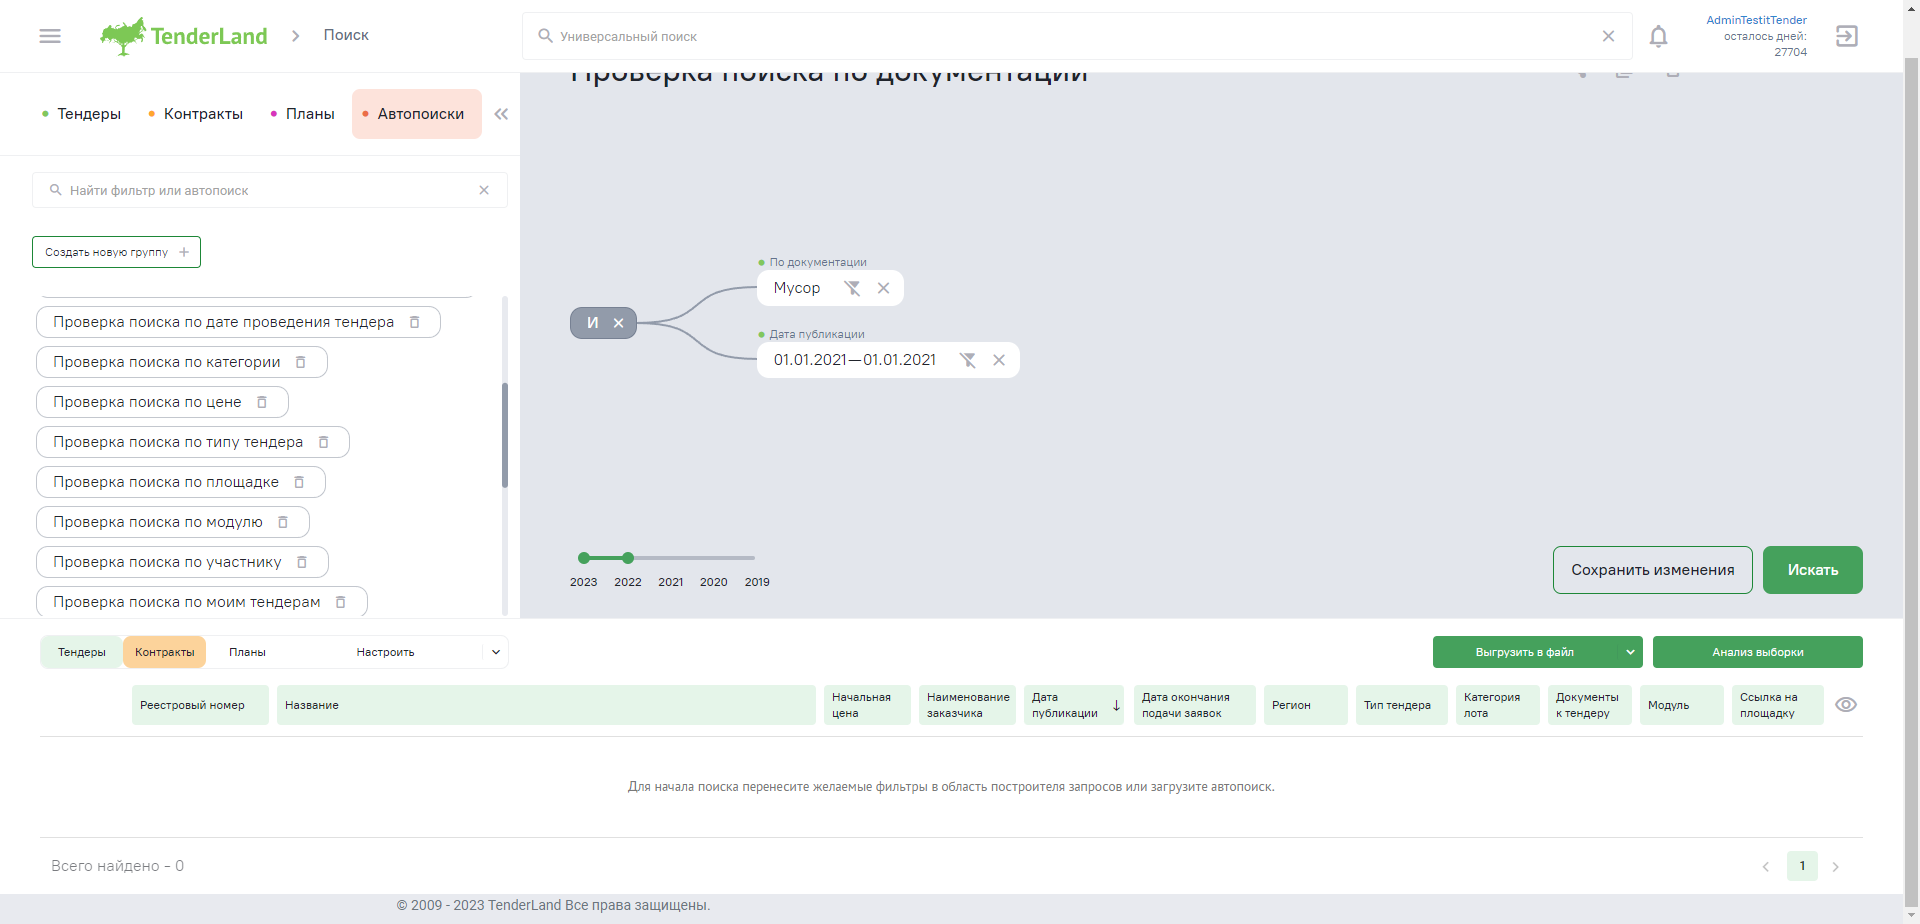 TenderLand
Поиск
Универсальный поиск
AdminTestitTender
осталось дней:
27704
Тендеры
Контракты
Планы
Автопоиски
Проверка поиска по документации
Найти фильтр или автопоиск
Создать новую группу
Проверка поиска по дате проведения тендера
Проверка поиска по категории
Проверка поиска по цене
Проверка поиска по типу тендера
Проверка поиска по площадке
Проверка поиска по модулю
Проверка поиска по участнику
Проверка поиска по моим тендерам
И
По документации
Мусор
Дата публикации
01.01.2021—01.01.2021
2023 2022 2021 2020 2019
Сохранить изменения
Искать
Тендеры
Контракты
Планы
Настроить
Выгрузить в файл
Анализ выборки
Реестровый номер
Название
Начальная
цена
Наименование
заказчика
Дата
публикации
Дата окончания
подачи заявок
Регион
Тип тендера
Категория
лота
Документы
к тендеру
Модуль
Ссылка на
площадку
Для начала поиска перенесите желаемые фильтры в область построителя запросов или загрузите автопоиск.
Всего найдено - 0
1
© 2009 - 2023 TenderLand Все права защищены.